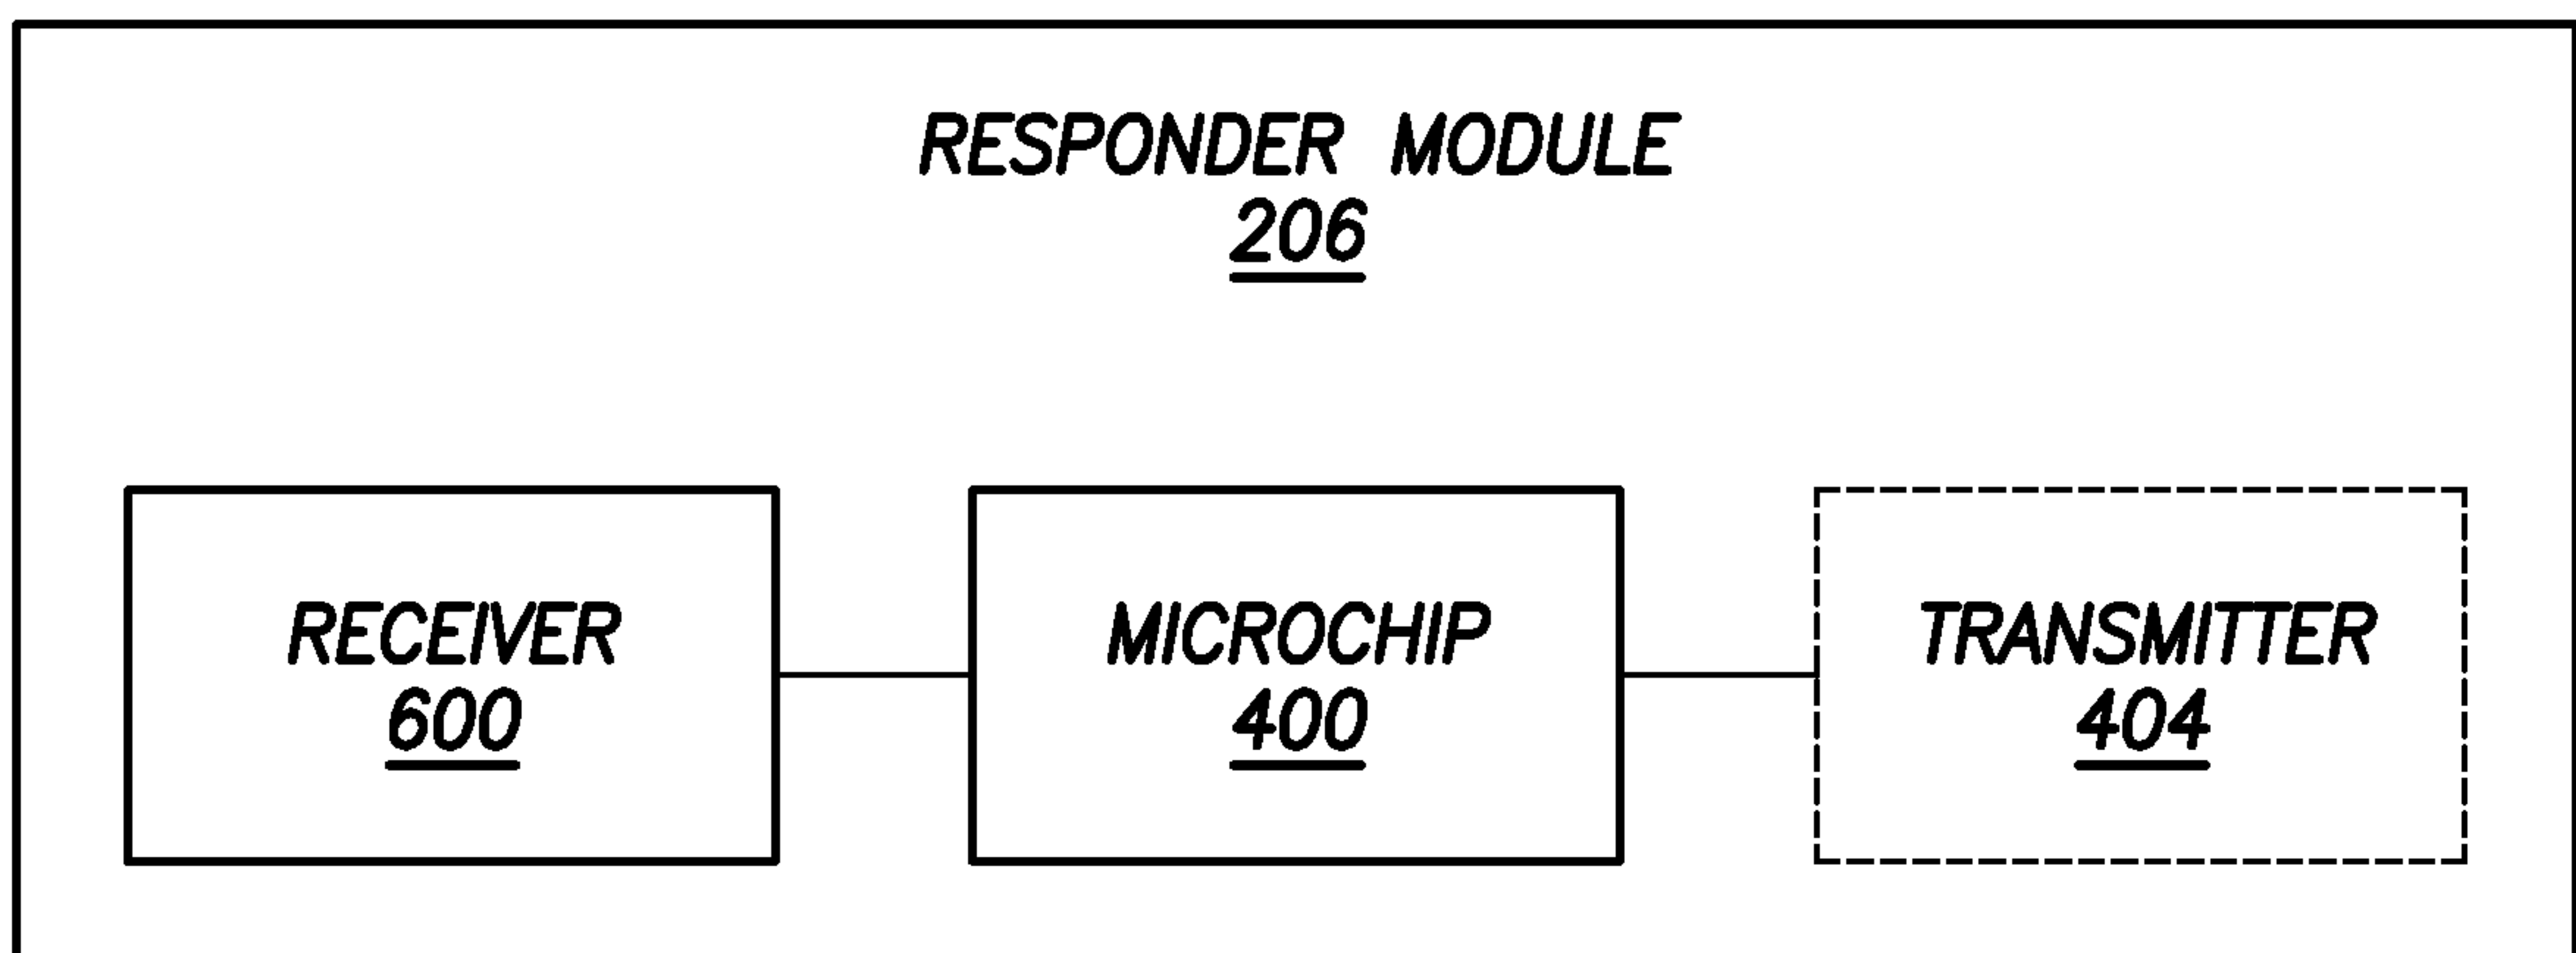 RESPONDER MODULE
206
RECEIVER
600
MICROCHIP
400
TRANSMITTER
404